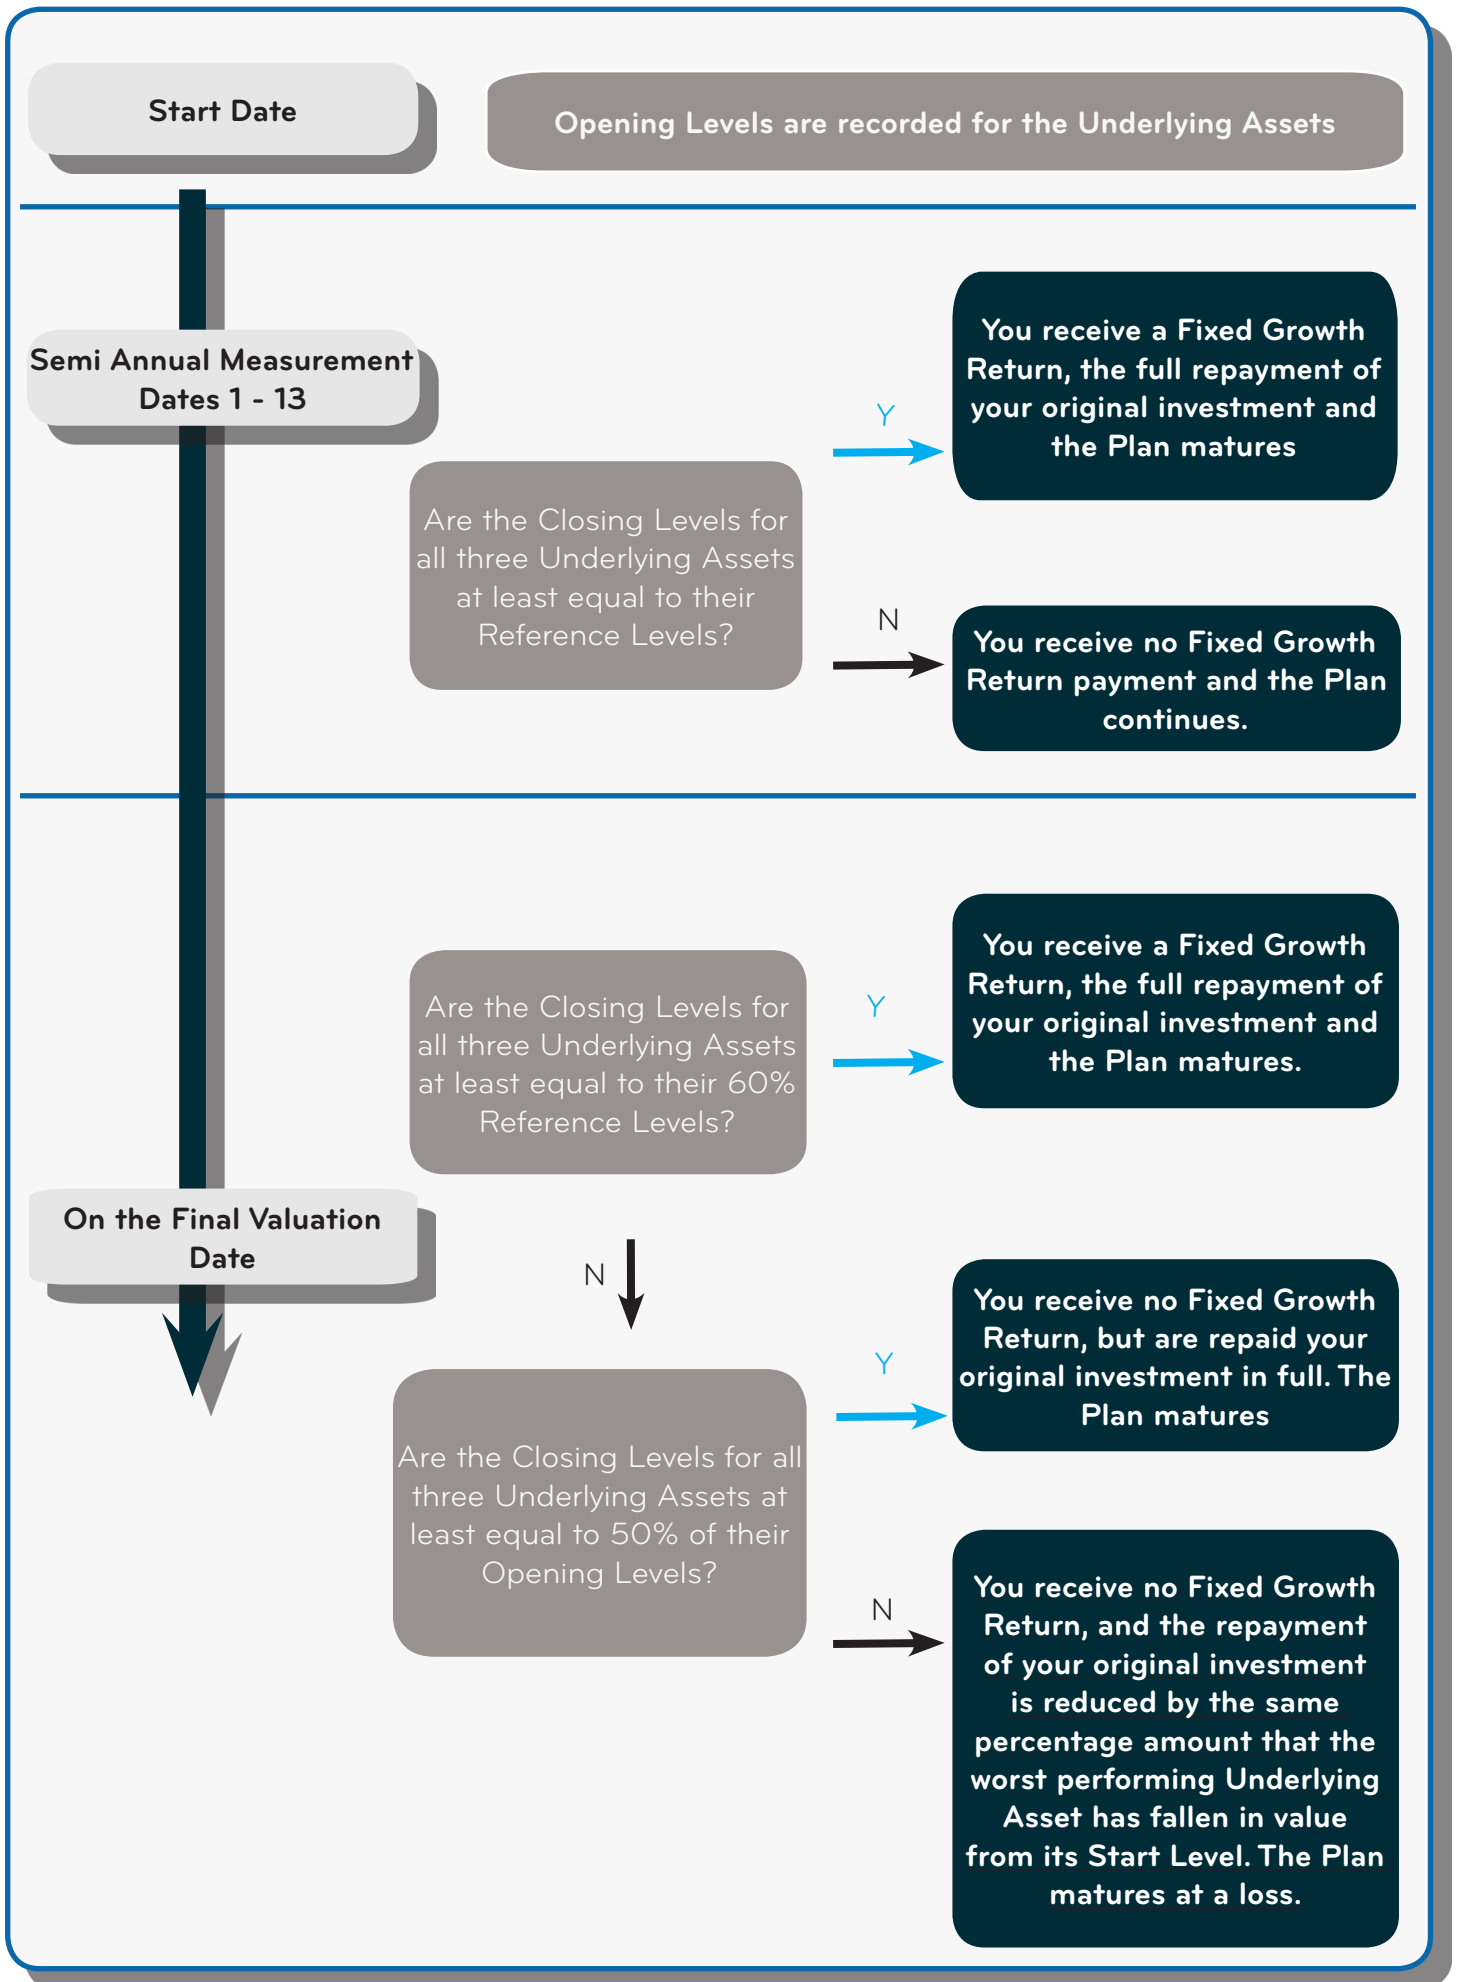 Start Date
Opening Levels are recorded for the Underlying Assets
Semi Annual Measurement
Dates 1 - 13
Are the Closing Levels for
all three Underlying Assets
at least equal to their
Reference Levels?
Y
You receive a Fixed Growth
Return, the full repayment of
your original investment and
the Plan matures
N
You receive no Fixed Growth
Return payment and the Plan
continues.
On the Final Valuation
Date
Are the Closing Levels for
all three Underlying Assets
at least equal to their 60%
Reference Levels?
Y
You receive a Fixed Growth
Return, the full repayment of
your original investment and
the Plan matures.
N
Are the Closing Levels for all
three Underlying Assets at
least equal to 50% of their
Opening Levels?
Y
You receive no Fixed Growth
Return, but are repaid your
original investment in full. The
Plan matures
N
You receive no Fixed Growth
Return, and the repayment
of your original investment
is reduced by the same
percentage amount that the
worst performing Underlying
Asset has fallen in value
from its Start Level. The Plan
matures at a loss.